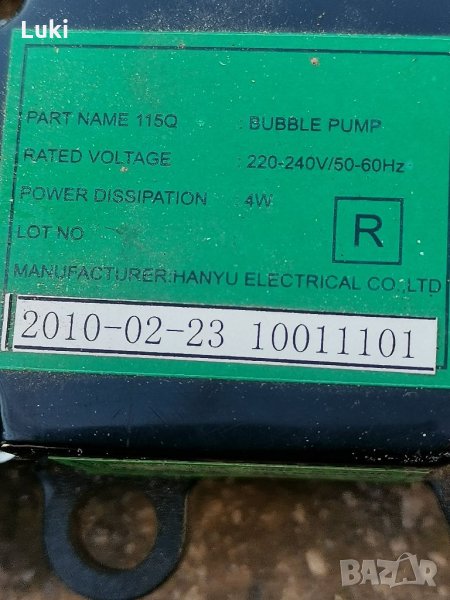 Luki
PART NAME 115Q : BUBBLE PUMP
RATED VOLTAGE : 220-240V/50-60Hz
POWER DISSIPATION : 4W
LOT NO
R
MANUFACTURER:HANYU ELECTRICAL CO.,LTD
2010-02-23 10011101
BAZAR